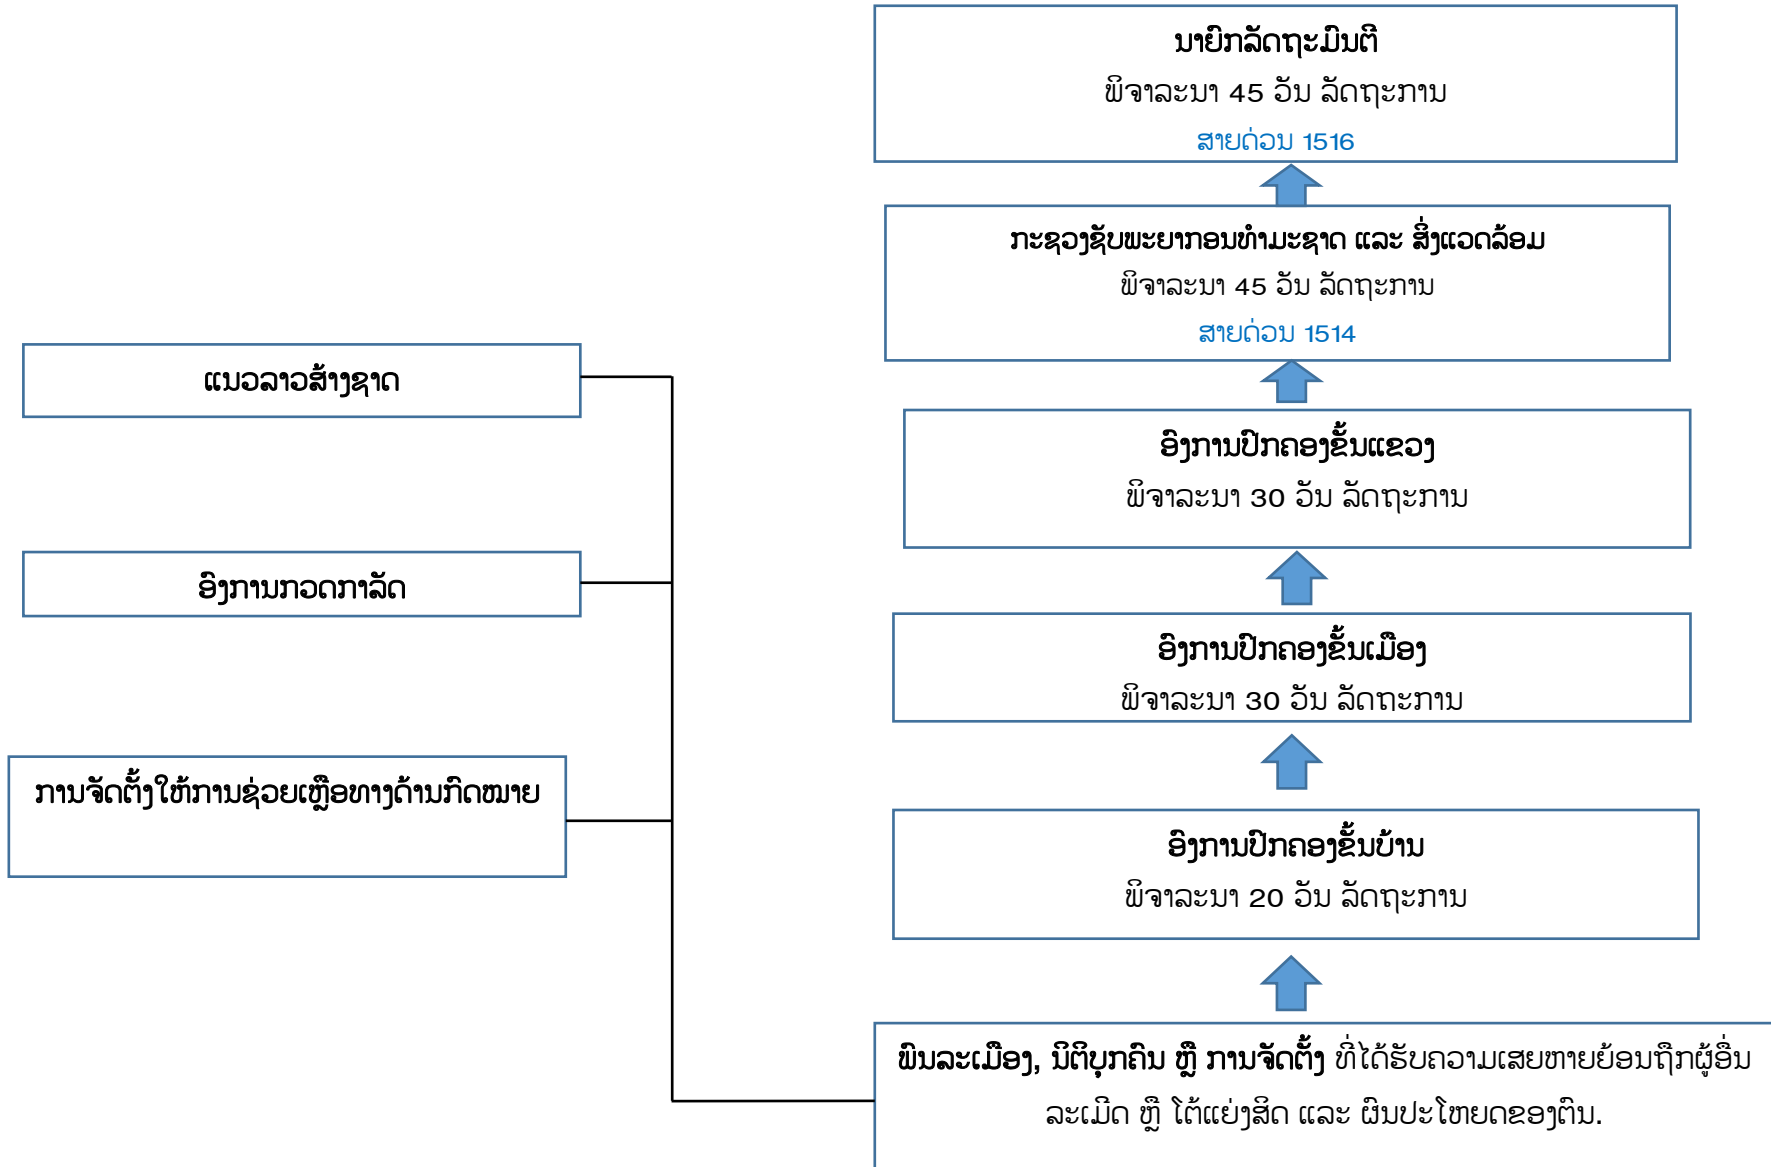 ນາຍົກລັດຖະມົນຕີ
ພິຈາລະນາ 45 ວັນ ລັດຖະການ
ສາຍດ່ວນ 1516
ກະຊວງຊັບພະຍາກອນທຳມະຊາດ ແລະ ສິ່ງແວດລ້ອມ
ພິຈາລະນາ 45 ວັນ ລັດຖະການ
ສາຍດ່ວນ 1514
ແນວລາວສ້າງຊາດ
ອົງການປົກຄອງຂັ້ນແຂວງ
ພິຈາລະນາ 30 ວັນ ລັດຖະການ
ອົງການກວດກາລັດ
ອົງການປົກຄອງຂັ້ນເມືອງ
ພິຈາລະນາ 30 ວັນ ລັດຖະການ
ການຈັດຕັ້ງໃຫ້ການຊ່ວຍເຫຼືອທາງດ້ານກົດໝາຍ
ອົງການປົກຄອງຂັ້ນບ້ານ
ພິຈາລະນາ 20 ວັນ ລັດຖະການ
ພົນລະເມືອງ, ນິຕິບຸກຄົນ ຫຼື ການຈັດຕັ້ງ ທີ່ໄດ້ຮັບຄວາມເສຍຫາຍຍ້ອນຖືກຜູ້ອື່ນ
ລະເມີດ ຫຼື ໂຕ້ແຍ່ງສິດ ແລະ ຜົນປະໂຫຍດຂອງຕົນ.